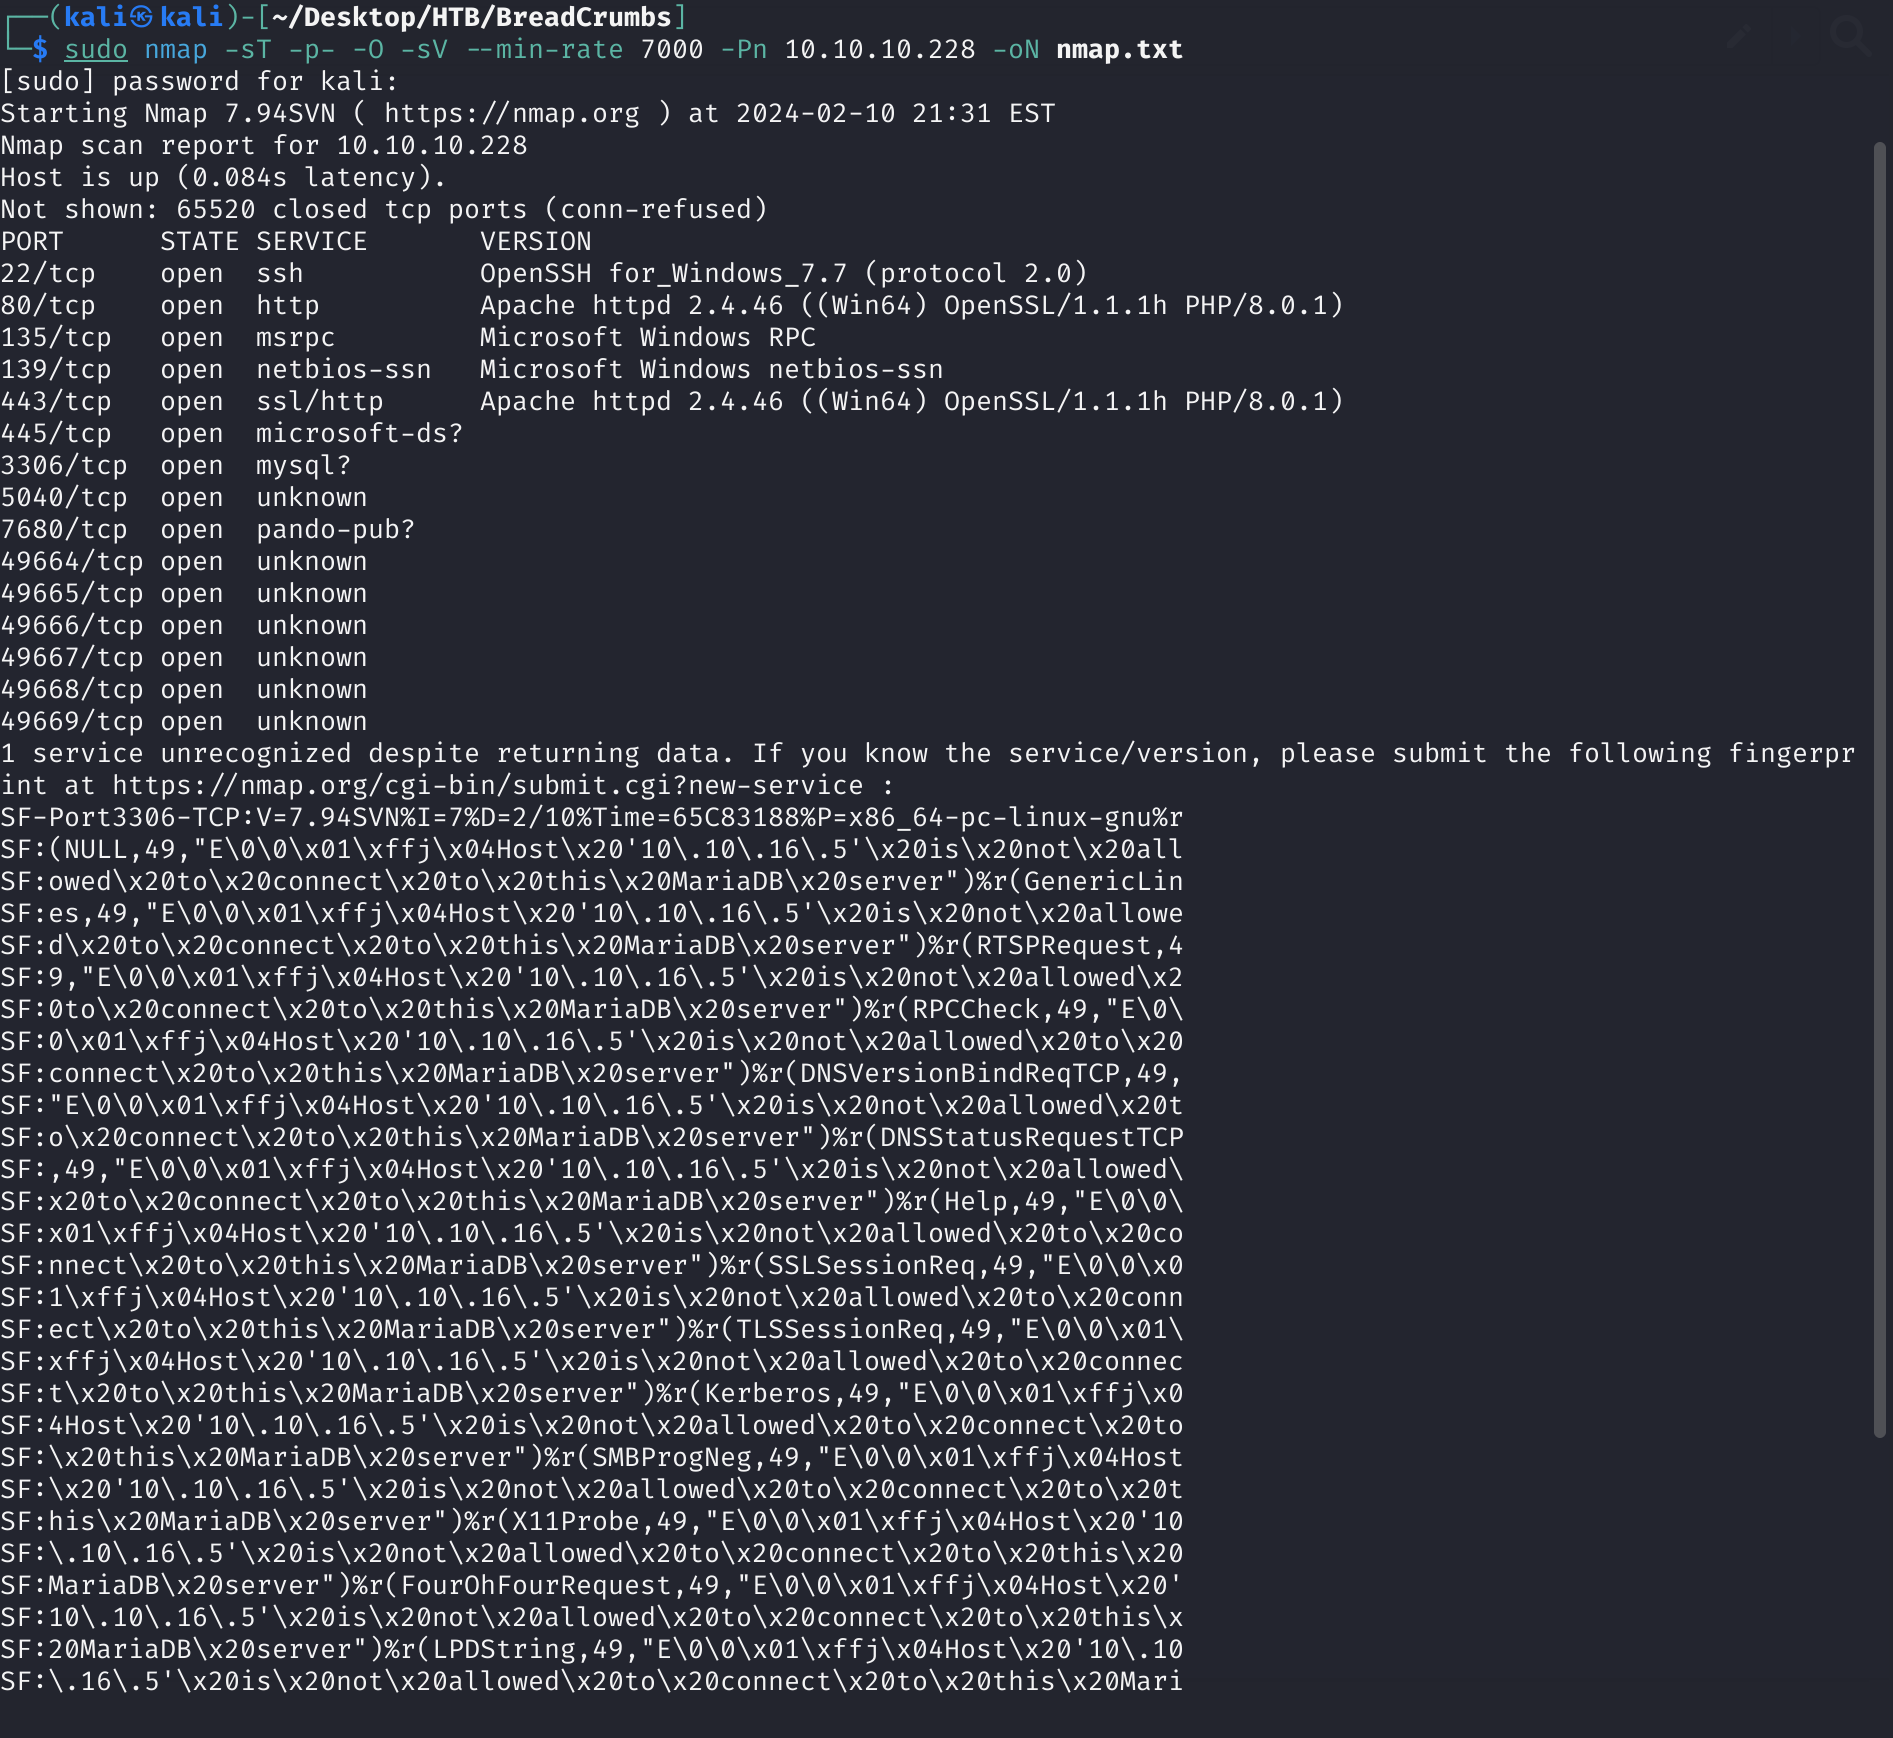 ┌──(kali㉿kali)-[~/Desktop/HTB/BreadCrumbs]
└─$ sudo nmap -sT -p- -O -sV --min-rate 7000 -Pn 10.10.10.228 -oN nmap.txt
[sudo] password for kali:
Starting Nmap 7.94SVN ( https://nmap.org ) at 2024-02-10 21:31 EST
Nmap scan report for 10.10.10.228
Host is up (0.084s latency).
Not shown: 65520 closed tcp ports (conn-refused)
PORT      STATE SERVICE       VERSION
22/tcp    open  ssh           OpenSSH for_Windows_7.7 (protocol 2.0)
80/tcp    open  http          Apache httpd 2.4.46 ((Win64) OpenSSL/1.1.1h PHP/8.0.1)
135/tcp   open  msrpc         Microsoft Windows RPC
139/tcp   open  netbios-ssn   Microsoft Windows netbios-ssn
443/tcp   open  ssl/http      Apache httpd 2.4.46 ((Win64) OpenSSL/1.1.1h PHP/8.0.1)
445/tcp   open  microsoft-ds?
3306/tcp  open  mysql?
5040/tcp  open  unknown
7680/tcp  open  pando-pub?
49664/tcp open  unknown
49665/tcp open  unknown
49666/tcp open  unknown
49667/tcp open  unknown
49668/tcp open  unknown
49669/tcp open  unknown
1 service unrecognized despite returning data. If you know the service/version, please submit the following fingerpr
int at https://nmap.org/cgi-bin/submit.cgi?new-service :
SF-Port3306-TCP:V=7.94SVN%I=7%D=2/10%Time=65C83188%P=x86_64-pc-linux-gnu%r
SF:(NULL,49,"E\0\0\x01\xffj\x04Host\x20'10\.10\.16\.5'\x20is\x20not\x20all
SF:owed\x20to\x20connect\x20to\x20this\x20MariaDB\x20server")%r(GenericLin
SF:es,49,"E\0\0\x01\xffj\x04Host\x20'10\.10\.16\.5'\x20is\x20not\x20allowe
SF:d\x20to\x20connect\x20to\x20this\x20MariaDB\x20server")%r(RTSPRequest,4
SF:9,"E\0\0\x01\xffj\x04Host\x20'10\.10\.16\.5'\x20is\x20not\x20allowed\x2
SF:0to\x20connect\x20to\x20this\x20MariaDB\x20server")%r(RPCCheck,49,"E\0\
SF:0\x01\xffj\x04Host\x20'10\.10\.16\.5'\x20is\x20not\x20allowed\x20to\x20
SF:connect\x20to\x20this\x20MariaDB\x20server")%r(DNSVersionBindReqTCP,49,
SF:"E\0\0\x01\xffj\x04Host\x20'10\.10\.16\.5'\x20is\x20not\x20allowed\x20t
SF:o\x20connect\x20to\x20this\x20MariaDB\x20server")%r(DNSStatusRequestTCP
SF:,49,"E\0\0\x01\xffj\x04Host\x20'10\.10\.16\.5'\x20is\x20not\x20allowed\
SF:x20to\x20connect\x20to\x20this\x20MariaDB\x20server")%r(Help,49,"E\0\0\
SF:x01\xffj\x04Host\x20'10\.10\.16\.5'\x20is\x20not\x20allowed\x20to\x20co
SF:nnect\x20to\x20this\x20MariaDB\x20server")%r(SSLSessionReq,49,"E\0\0\x0
SF:1\xffj\x04Host\x20'10\.10\.16\.5'\x20is\x20not\x20allowed\x20to\x20conn
SF:ect\x20to\x20this\x20MariaDB\x20server")%r(TLSSessionReq,49,"E\0\0\x01\
SF:xffj\x04Host\x20'10\.10\.16\.5'\x20is\x20not\x20allowed\x20to\x20connec
SF:t\x20to\x20this\x20MariaDB\x20server")%r(Kerberos,49,"E\0\0\x01\xffj\x0
SF:4Host\x20'10\.10\.16\.5'\x20is\x20not\x20allowed\x20to\x20connect\x20to
SF:\x20this\x20MariaDB\x20server")%r(SMBProgNeg,49,"E\0\0\x01\xffj\x04Host
SF:\x20'10\.10\.16\.5'\x20is\x20not\x20allowed\x20to\x20connect\x20to\x20t
SF:his\x20MariaDB\x20server")%r(X11Probe,49,"E\0\0\x01\xffj\x04Host\x20'10
SF:\.10\.16\.5'\x20is\x20not\x20allowed\x20to\x20connect\x20to\x20this\x20
SF:MariaDB\x20server")%r(FourOhFourRequest,49,"E\0\0\x01\xffj\x04Host\x20'
SF:10\.10\.16\.5'\x20is\x20not\x20allowed\x20to\x20connect\x20to\x20this\x
SF:20MariaDB\x20server")%r(LPDString,49,"E\0\0\x01\xffj\x04Host\x20'10\.10
SF:\.16\.5'\x20is\x20not\x20allowed\x20to\x20connect\x20to\x20this\x20Mari